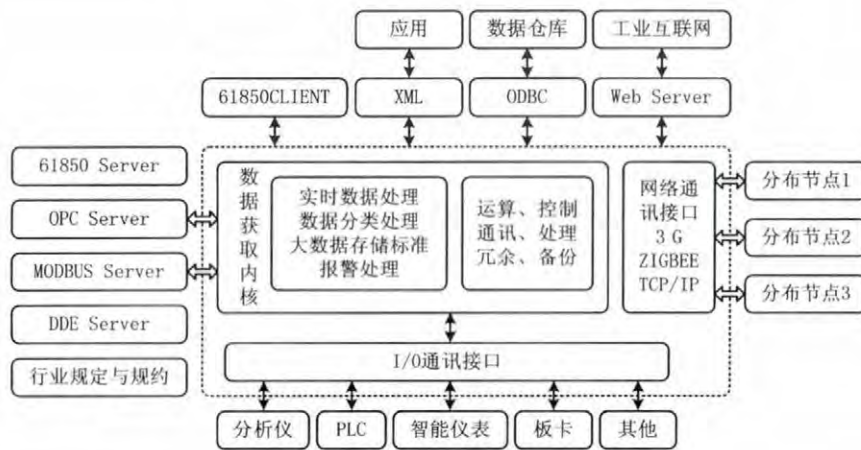 应用
数据仓库
工业互联网
61850CLIENT
XML
ODBC
Web Server
61850 Server
OPC Server
MODBUS Server
DDE Server
行业规定与规约
数据获取内核
实时数据处理
数据分类处理
大数据存储标准
报警处理
运算、控制
通讯、处理
冗余、备份
网络通
讯接口
3 G
ZIGBEE
TCP/IP
分布节点1
分布节点2
分布节点3
I/O通讯接口
分析仪
PLC
智能仪表
板卡
其他